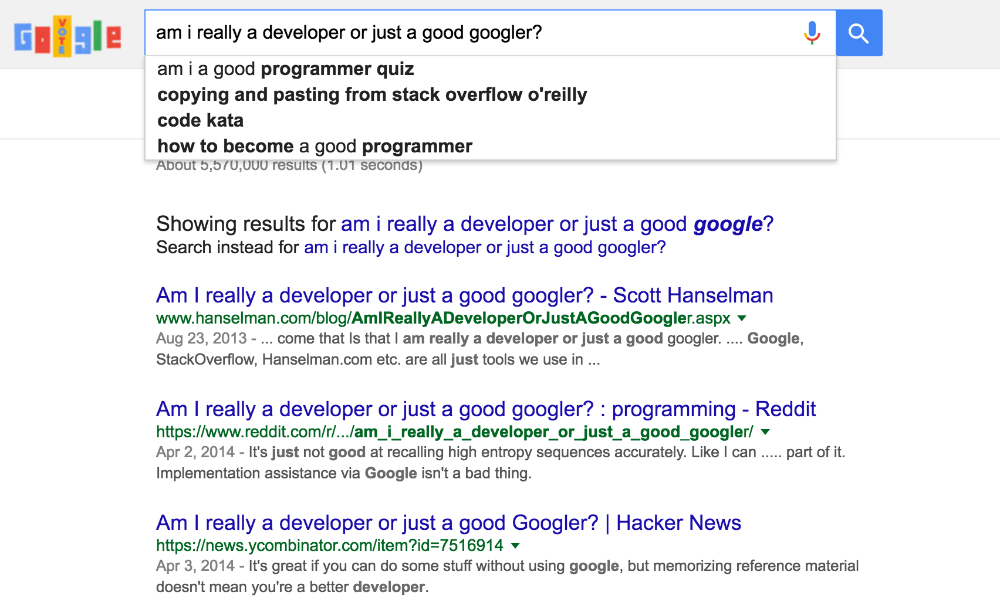 Google
VOTE
am i really a developer or just a good googler?
am i a good programmer quiz
copying and pasting from stack overflow o'reilly
code kata
how to become a good programmer
About 5,570,000 results (1.01 seconds)
Showing results for am i really a developer or just a good google?
Search instead for am i really a developer or just a good googler?
Am I really a developer or just a good googler? - Scott Hanselman
www.hanselman.com/blog/AmIReallyADeveloperOrJustAGoodGoogler.aspx
Aug 23, 2013 - ... come that Is that I am really a developer or just a good googler. .... Google,
StackOverflow, Hanselman.com etc. are all just tools we use in ...
Am I really a developer or just a good googler? : programming - Reddit
https://www.reddit.com/r/.../am_i_really_a_developer_or_just_a_good_googler/
Apr 2, 2014 - It's just not good at recalling high entropy sequences accurately. Like I can ..... part of it.
Implementation assistance via Google isn't a bad thing.
Am I really a developer or just a good Googler? | Hacker News
https://news.ycombinator.com/item?id=7516914
Apr 3, 2014 - It's great if you can do some stuff without using google, but memorizing reference material
doesn't mean you're a better developer.